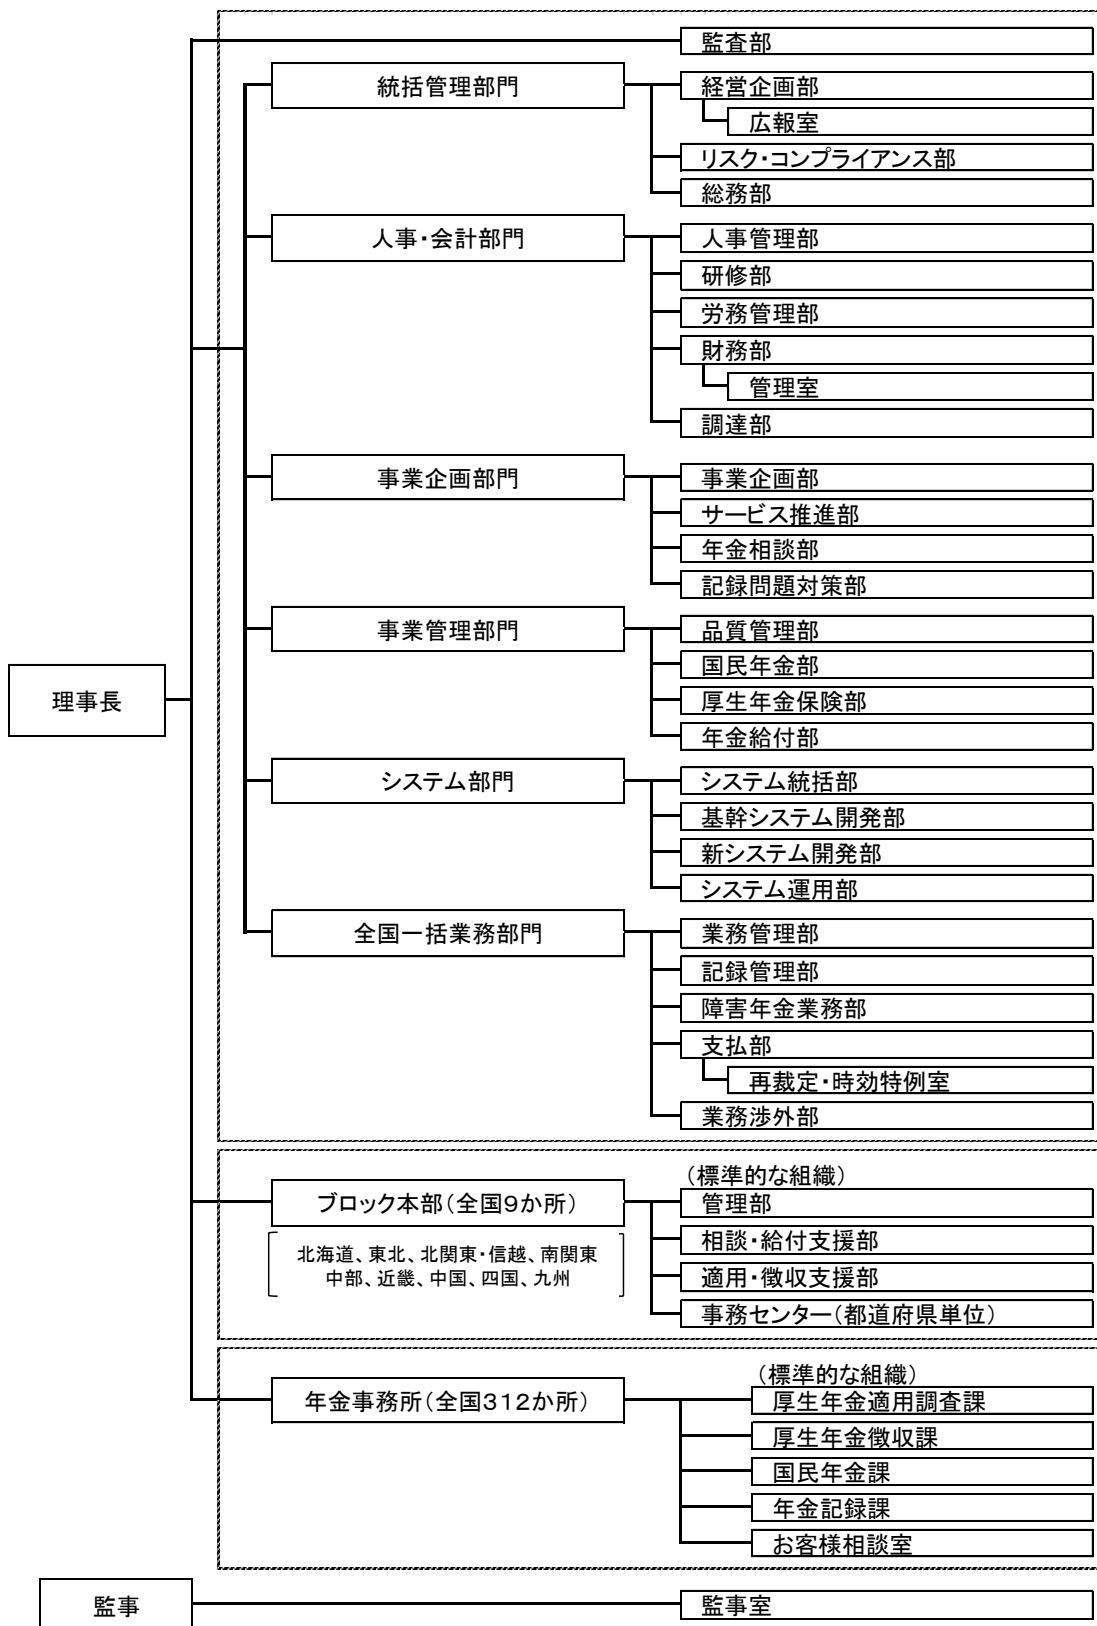 監査部
統括管理部門
経営企画部
広報室
リスク・コンプライアンス部
総務部
人事・会計部門
人事管理部
研修部
労務管理部
財務部
管理室
調達部
事業企画部門
事業企画部
サービス推進部
年金相談部
記録問題対策部
事業管理部門
品質管理部
国民年金部
厚生年金保険部
年金給付部
理事長
システム部門
システム統括部
基幹システム開発部
新システム開発部
システム運用部
全国一括業務部門
業務管理部
記録管理部
障害年金業務部
支払部
再裁定・時効特例室
業務渉外部
(標準的な組織)
ブロック本部(全国9か所)
管理部
北海道、東北、北関東・信越、南関東
中部、近畿、中国、四国、九州
相談・給付支援部
適用・徴収支援部
事務センター(都道府県単位)
(標準的な組織)
年金事務所(全国312か所)
厚生年金適用調査課
厚生年金徴収課
国民年金課
年金記録課
お客様相談室
監事
監事室